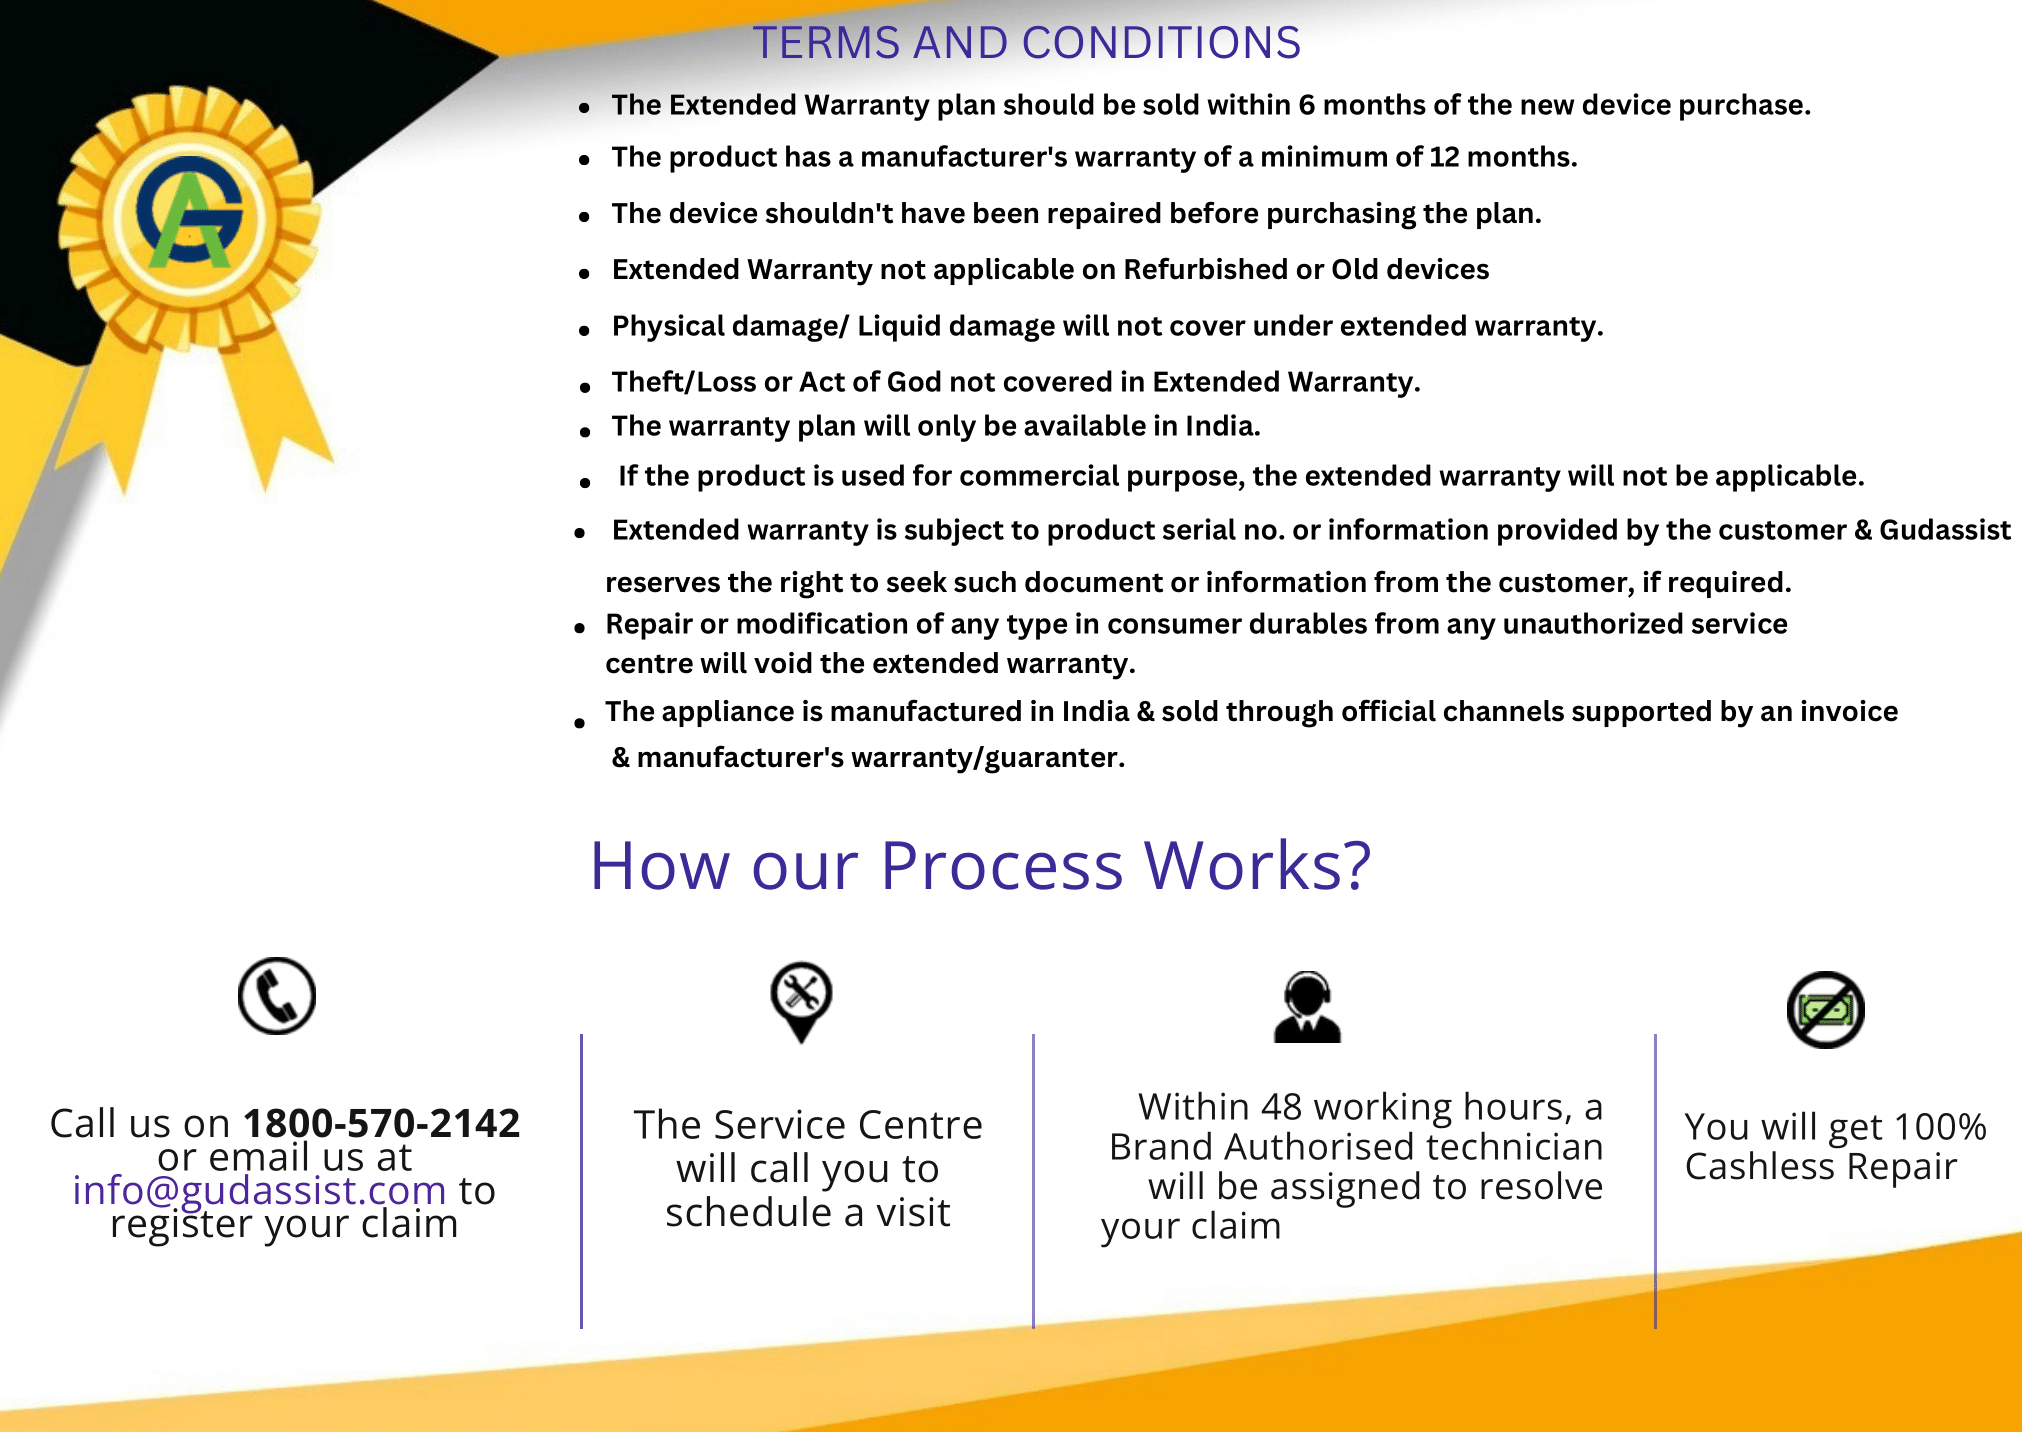 TERMS AND CONDITIONS
• The Extended Warranty plan should be sold within 6 months of the new device purchase.
• The product has a manufacturer's warranty of a minimum of 12 months.
• The device shouldn't have been repaired before purchasing the plan.
• Extended Warranty not applicable on Refurbished or Old devices
• Physical damage/ Liquid damage will not cover under extended warranty.
• Theft/Loss or Act of God not covered in Extended Warranty.
• The warranty plan will only be available in India.
• If the product is used for commercial purpose, the extended warranty will not be applicable.
• Extended warranty is subject to product serial no. or information provided by the customer & Gudassist
reserves the right to seek such document or information from the customer, if required.
• Repair or modification of any type in consumer durables from any unauthorized service
centre will void the extended warranty.
• The appliance is manufactured in India & sold through official channels supported by an invoice
& manufacturer's warranty/guaranter.
How our Process Works?
Call us on 1800-570-2142
or email us at
info@gudassist.com to
register your claim
The Service Centre
will call you to
schedule a visit
Within 48 working hours, a
Brand Authorised technician
will be assigned to resolve
your claim
You will get 100%
Cashless Repair